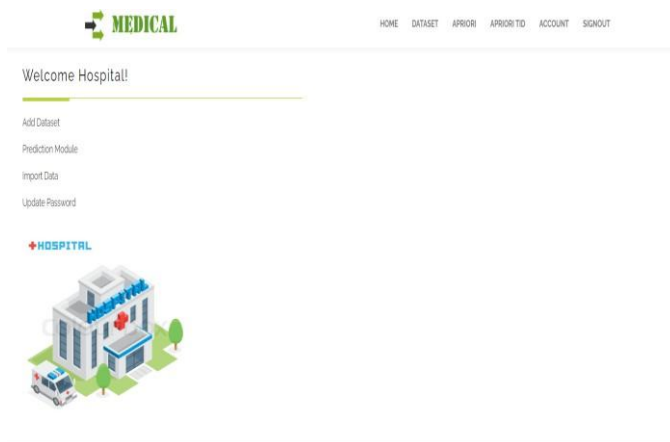 MEDICAL
HOME DATASET APRIORI APRIORI TID ACCOUNT SIGNOUT
Welcome Hospital!
Add Dataset
Prediction Module
Import Data
Update Password
HOSPITAL
HOSPITAL